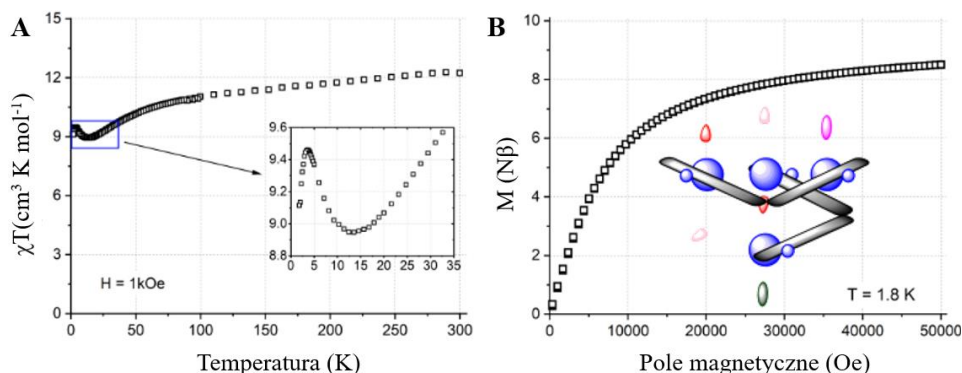 A
15
12
9
6
3
0
χT(cm³ K mol⁻¹)
9.6
9.4
9.2
9.0
8.8
0 5 10 15 20 25 30 35
H = 1kOe
0 50 100 150 200 250 300
Temperatura (K)
B
10
8
6
4
2
0
M (Nβ)
T = 1.8 K
0 10000 20000 30000 40000 50000
Pole magnetyczne (Oe)